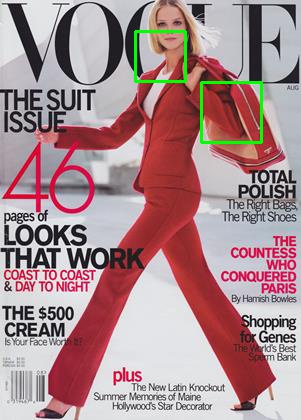 VOGUE
AUG
THE SUIT
ISSUE
46
pages of
LOOKS
THAT WORK
COAST TO COAST
& DAY TO NIGHT
THE $500
CREAM
Is Your Face Worth It?
TOTAL
POLISH
The Right Bags,
The Right Shoes
THE
COUNTESS
WHO
CONQUERED
PARIS
By Hamish Bowles
Shopping
for Genes
The World's Best
Sperm Bank
plus
The New Latin Knockout
Summer Memories of Maine
Hollywood's Star Decorator